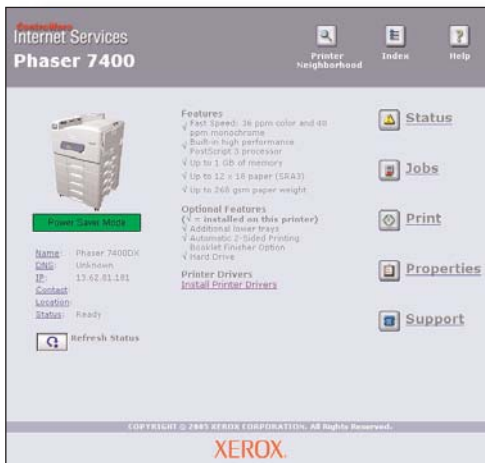 CentreWare
Internet Services
Phaser 7400
Printer
Neighborhood
Index
Help
Power Saver Mode
Name: Phaser 7400DX
DNS: Unknown
IP: 13.62.81.181
Contact
Location:
Status: Ready
Refresh Status
Features
√ Fast Speed: 36 ppm color and 40
ppm monochrome
√ Built-in high performance
PostScript 3 processor
√ Up to 1 GB of memory
√ Up to 12 x 18 paper (SRA3)
√ Up to 268 gsm paper weight
Optional Features
(√ = installed on this printer)
√ Additional lower trays
√ Automatic 2-Sided Printing
Booklet Finisher Option
√ Hard Drive
Printer Drivers
Install Printer Drivers
Status
Jobs
Print
Properties
Support
COPYRIGHT © 2005 XEROX CORPORATION. All Rights Reserved.
XEROX.